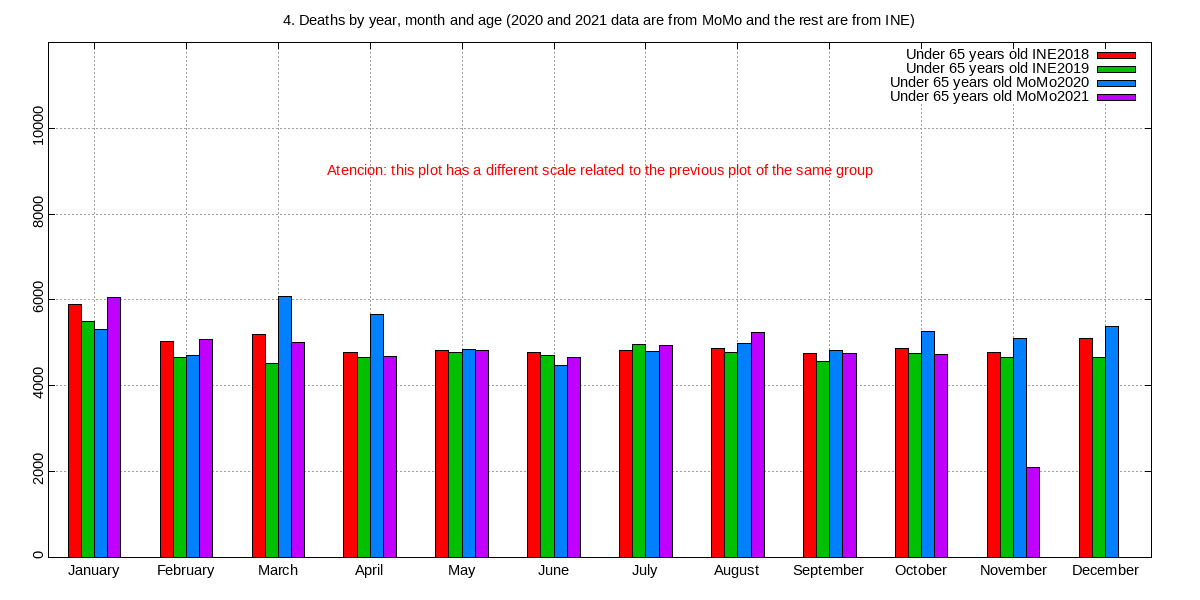 4. Deaths by year, month and age (2020 and 2021 data are from MoMo and the rest are from INE)
Under 65 years old INE2018
Under 65 years old INE2019
Under 65 years old MoMo2020
Under 65 years old MoMo2021
Atencion: this plot has a different scale related to the previous plot of the same group
10000
8000
6000
4000
2000
0
January February March April May June July August September October November December